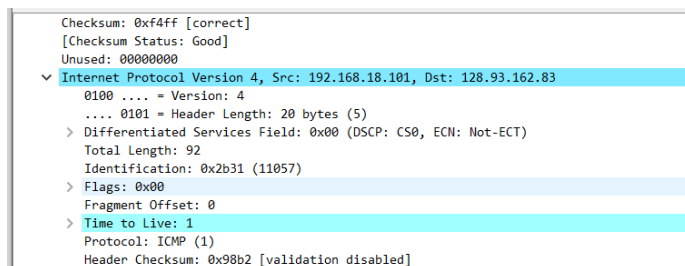 Checksum: 0xf4ff [correct]
[Checksum Status: Good]
Unused: 00000000
Internet Protocol Version 4, Src: 192.168.18.101, Dst: 128.93.162.83
0100 .... = Version: 4
.... 0101 = Header Length: 20 bytes (5)
Differentiated Services Field: 0x00 (DSCP: CS0, ECN: Not-ECT)
Total Length: 92
Identification: 0x2b31 (11057)
Flags: 0x00
Fragment Offset: 0
Time to Live: 1
Protocol: ICMP (1)
Header Checksum: 0x98b2 [validation disabled]